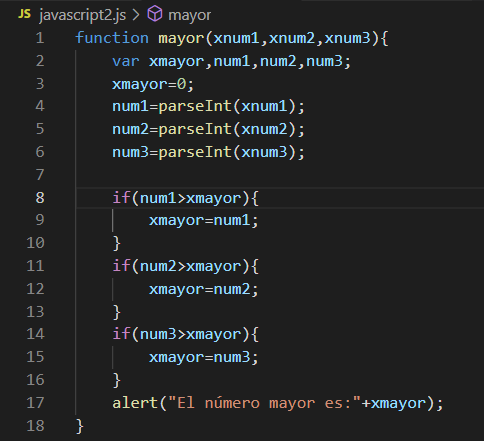 JS javascript2.js > mayor
1 function mayor(xnum1,xnum2,xnum3){
2     var xmayor,num1,num2,num3;
3     xmayor=0;
4     num1=parseInt(xnum1);
5     num2=parseInt(xnum2);
6     num3=parseInt(xnum3);
7
8     if(num1>xmayor){
9         xmayor=num1;
10     }
11     if(num2>xmayor){
12         xmayor=num2;
13     }
14     if(num3>xmayor){
15         xmayor=num3;
16     }
17     alert("El número mayor es:"+xmayor);
18 }